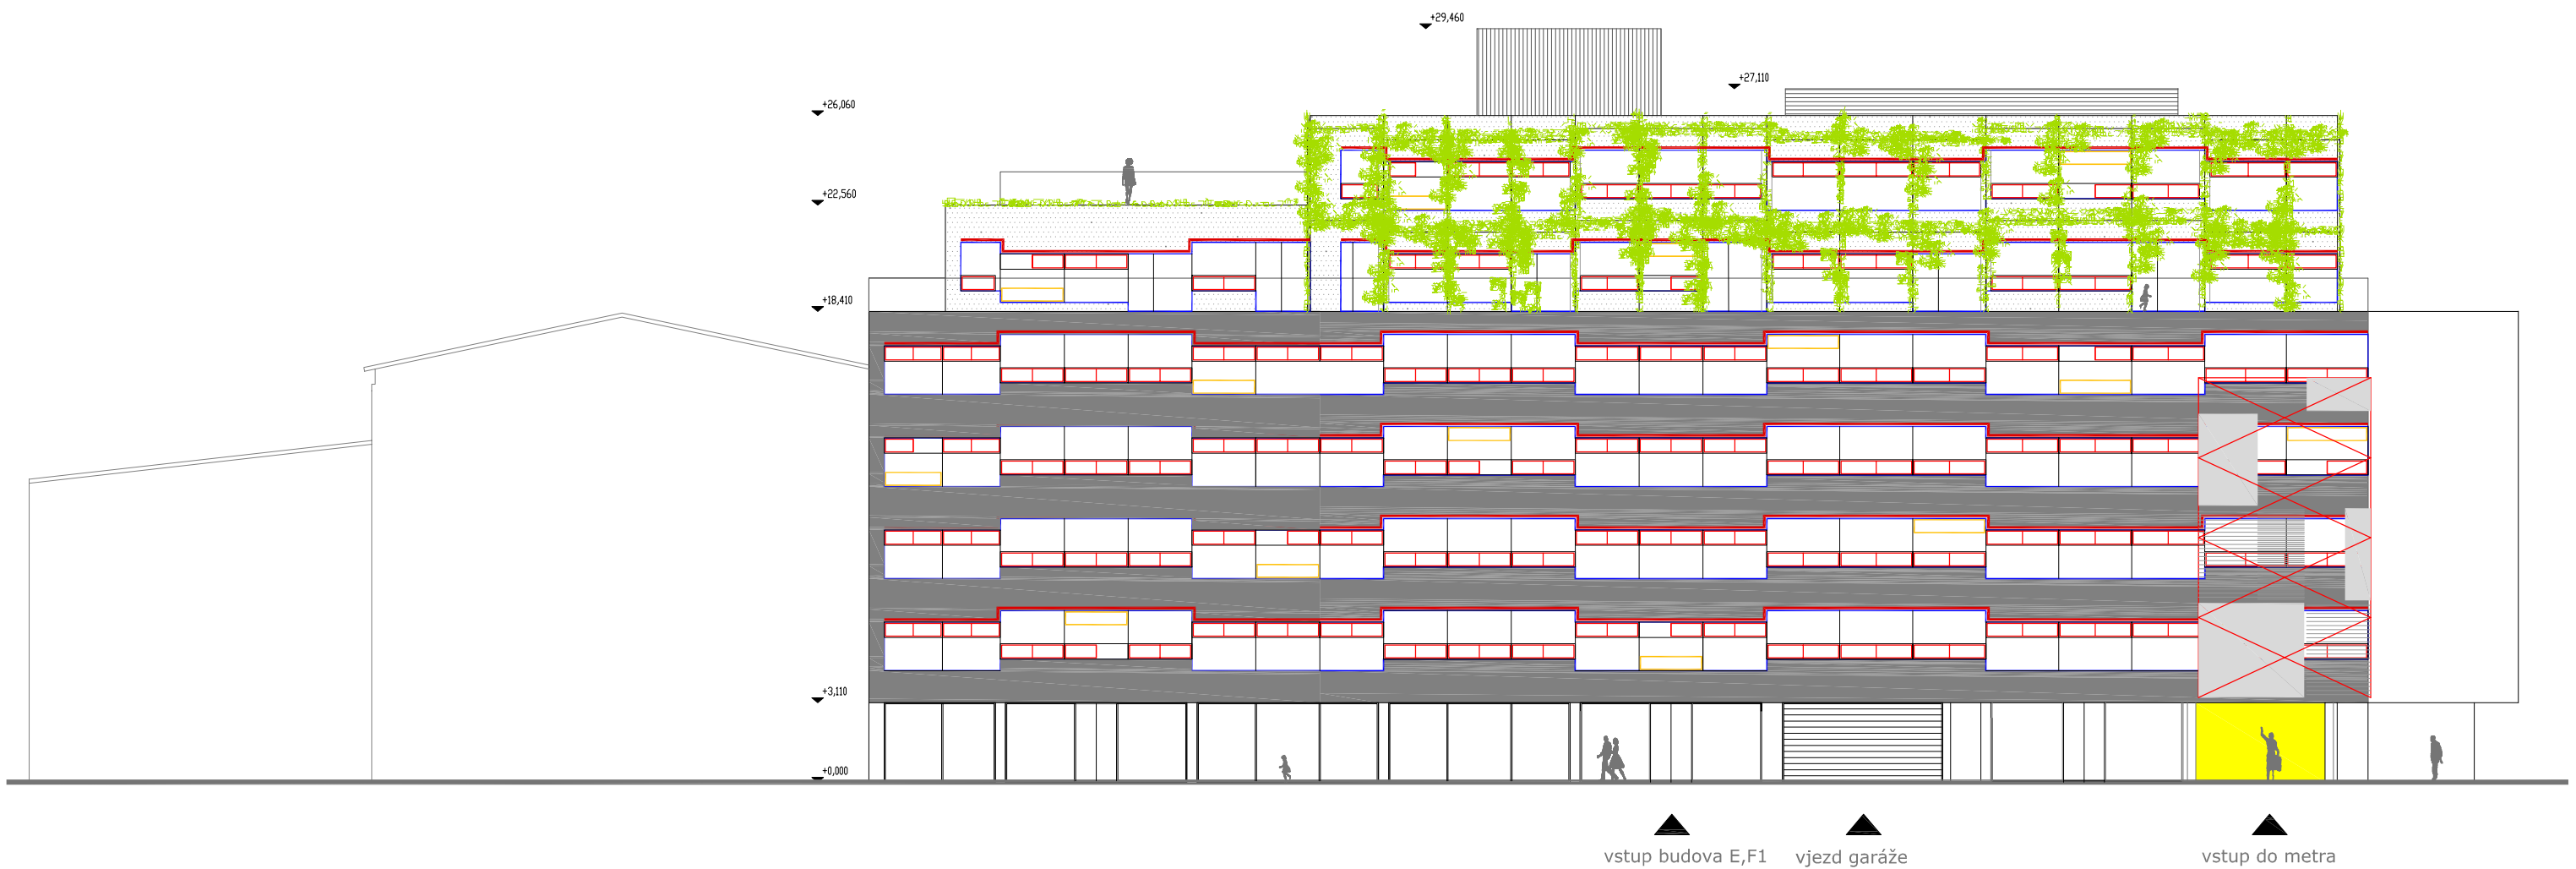 +29,460
+27,110
+26,060
+22,560
+18,410
+3,110
+0,000
vstup budova E,F1
vjezd garáže
vstup do metra